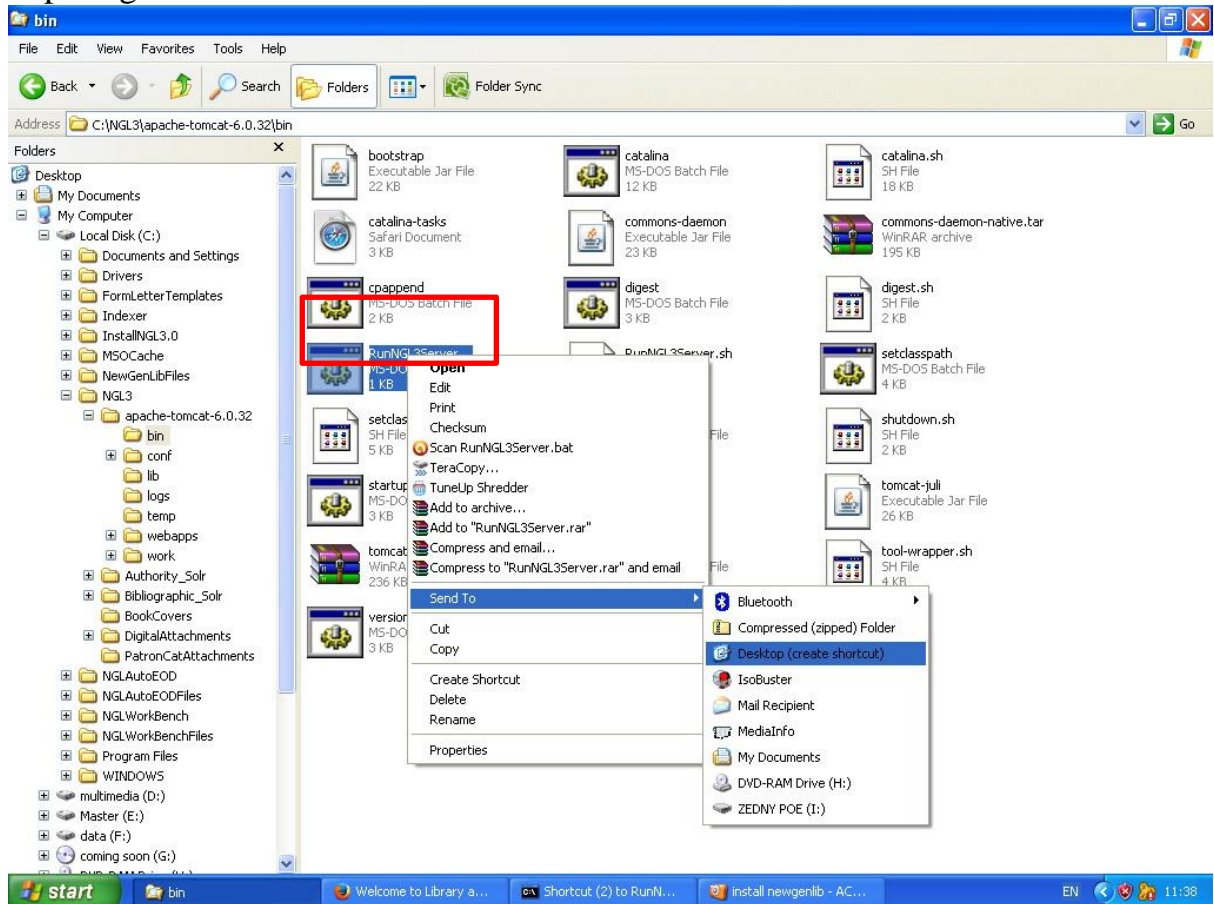 bin
File Edit View Favorites Tools Help
Back Search Folders Folder Sync
Address C:\NGL3\apache-tomcat-6.0.32\bin Go
Folders X
Desktop
My Documents
My Computer
Local Disk (C:)
Documents and Settings
Drivers
FormLetterTemplates
Indexer
InstallNGL3.0
MSOCache
NewGenLibFiles
NGL3
apache-tomcat-6.0.32
bin
conf
lib
logs
temp
webapps
work
Authority_Solr
Bibliographic_Solr
BookCovers
DigitalAttachments
PatronCatAttachments
NGLAutoEOD
NGLAutoEODFiles
NGLWorkBench
NGLWorkBenchFiles
Program Files
WINDOWS
multimedia (D:)
Master (E:)
data (F:)
coming soon (G:)
bootstrap
Executable Jar File
22 KB
catalina
MS-DOS Batch File
12 KB
catalina.sh
SH File
18 KB
catalina-tasks
Safari Document
3 KB
commons-daemon
Executable Jar File
23 KB
commons-daemon-native.tar
WinRAR archive
195 KB
cpappend
MS-DOS Batch File
2 KB
digest
MS-DOS Batch File
3 KB
digest.sh
SH File
2 KB
RunNGL3Server
MS-DO
1 KB
RunNGL3Server.sh
setclasspath
MS-DOS Batch File
4 KB
setclas
SH File
5 KB
File
shutdown.sh
SH File
2 KB
startup
MS-DO
3 KB
tomcat-juli
Executable Jar File
26 KB
tomcat
WinRA
236 KB
File
tool-wrapper.sh
SH File
4 KB
version
MS-DO
3 KB
Open
Edit
Print
Checksum
Scan RunNGL3Server.bat
TeraCopy...
TuneUp Shredder
Add to archive...
Add to "RunNGL3Server.rar"
Compress and email...
Compress to "RunNGL3Server.rar" and email
Send To
Cut
Copy
Create Shortcut
Delete
Rename
Properties
Bluetooth
Compressed (zipped) Folder
Desktop (create shortcut)
IsoBuster
Mail Recipient
MediaInfo
My Documents
DVD-RAM Drive (H:)
ZEDNY POE (I:)
start bin Welcome to Library a... Shortcut (2) to RunN... install newgenlib - AC... EN 11:38